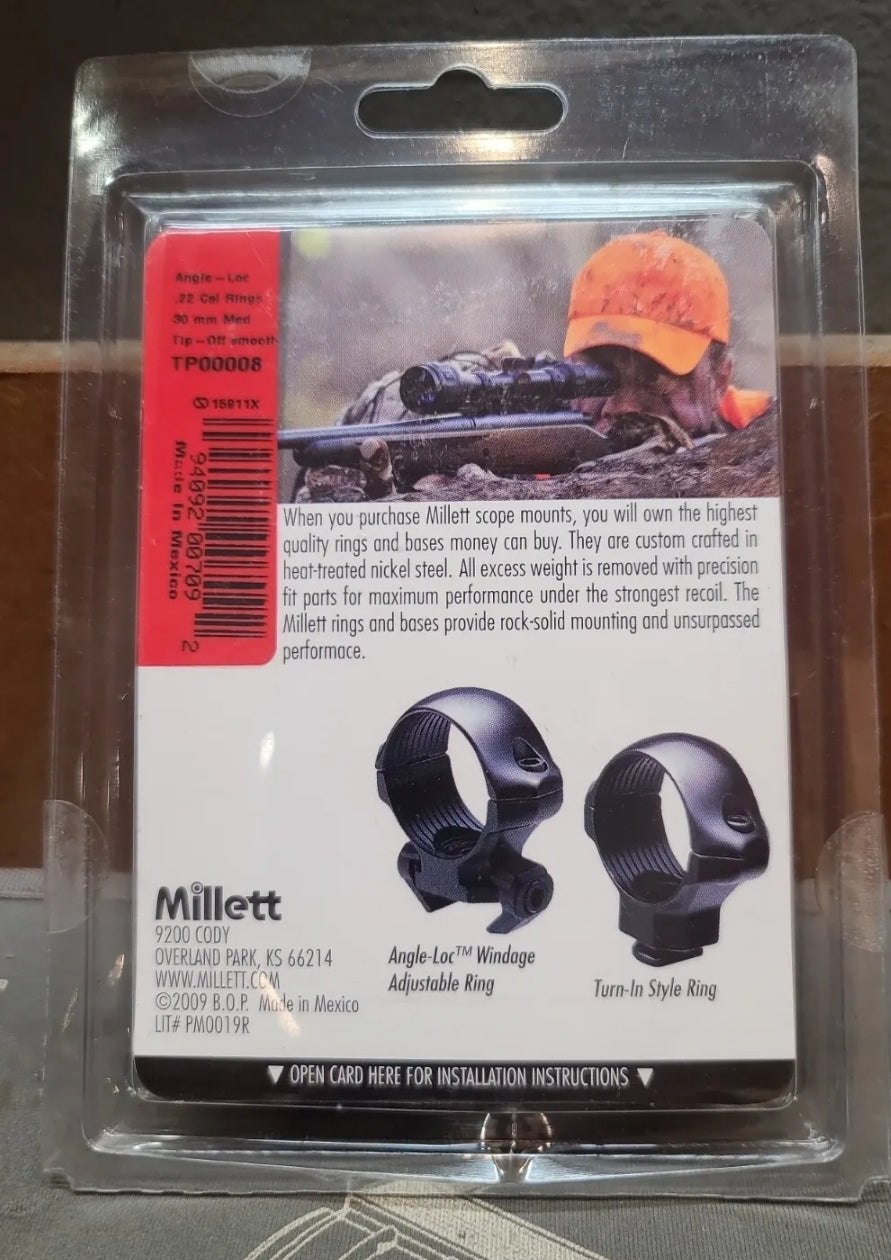 Angle-Loc
.22 Cal Rings
30 mm Med
Tip-Off smooth
TP00008
15911X
94092 00709 2
Made In Mexico
When you purchase Millett scope mounts, you will own the highest
quality rings and bases money can buy. They are custom crafted in
heat-treated nickel steel. All excess weight is removed with precision
fit parts for maximum performance under the strongest recoil. The
Millett rings and bases provide rock-solid mounting and unsurpassed
performace.
Millett
9200 CODY
OVERLAND PARK, KS 66214
WWW.MILLETT.COM
©2009 B.O.P. Made in Mexico
LIT# PM0019R
Angle-Loc™ Windage
Adjustable Ring
Turn-In Style Ring
▼ OPEN CARD HERE FOR INSTALLATION INSTRUCTIONS ▼